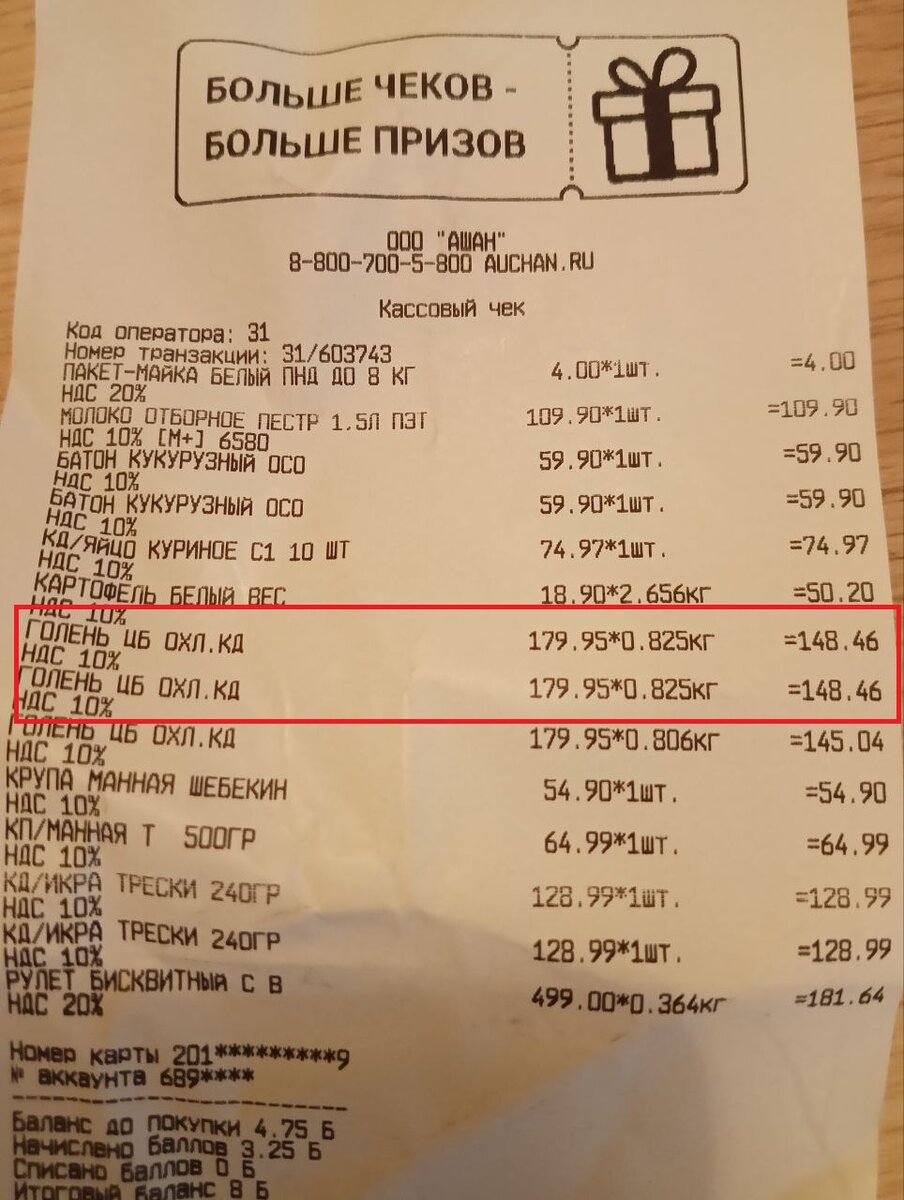 БОЛЬШЕ ЧЕКОВ -
БОЛЬШЕ ПРИЗОВ
ООО "АШАН"
8-800-700-5-800 AUCHAN.RU
Кассовый чек
Код оператора: 31
Номер транзакции: 31/603743
ПАКЕТ-МАЙКА БЕЛЫЙ ПНД ДО 8 КГ 4.00*1шт. =4.00
НДС 20%
МОЛОКО ОТБОРНОЕ ПЕСТР 1.5Л ПЭТ 109.90*1шт. =109.90
НДС 10% [М+] 6580
БАТОН КУКУРУЗНЫЙ ОСО 59.90*1шт. =59.90
НДС 10%
БАТОН КУКУРУЗНЫЙ ОСО 59.90*1шт. =59.90
НДС 10%
КД/ЯЙЦО КУРИНОЕ С1 10 ШТ 74.97*1шт. =74.97
НДС 10%
КАРТОФЕЛЬ БЕЛЫЙ ВЕС 18.90*2.656кг =50.20
НДС 10%
ГОЛЕНЬ ЦБ ОХЛ.КД 179.95*0.825кг =148.46
НДС 10%
ГОЛЕНЬ ЦБ ОХЛ.КД 179.95*0.825кг =148.46
НДС 10%
ГОЛЕНЬ ЦБ ОХЛ.КД 179.95*0.806кг =145.04
НДС 10%
КРУПА МАННАЯ ШЕБЕКИН 54.90*1шт. =54.90
НДС 10%
КП/МАННАЯ Т 500ГР 64.99*1шт. =64.99
НДС 10%
КД/ИКРА ТРЕСКИ 240ГР 128.99*1шт. =128.99
НДС 10%
КД/ИКРА ТРЕСКИ 240ГР 128.99*1шт. =128.99
НДС 10%
РУЛЕТ БИСКВИТНЫЙ С В 499.00*0.364кг =181.64
НДС 20%
Номер карты 201*********9
№ аккаунта 689****
Баланс до покупки 4.75 Б
Начислено баллов 3.25 Б
Списано баллов 0 Б
Итоговый баланс 8 Б